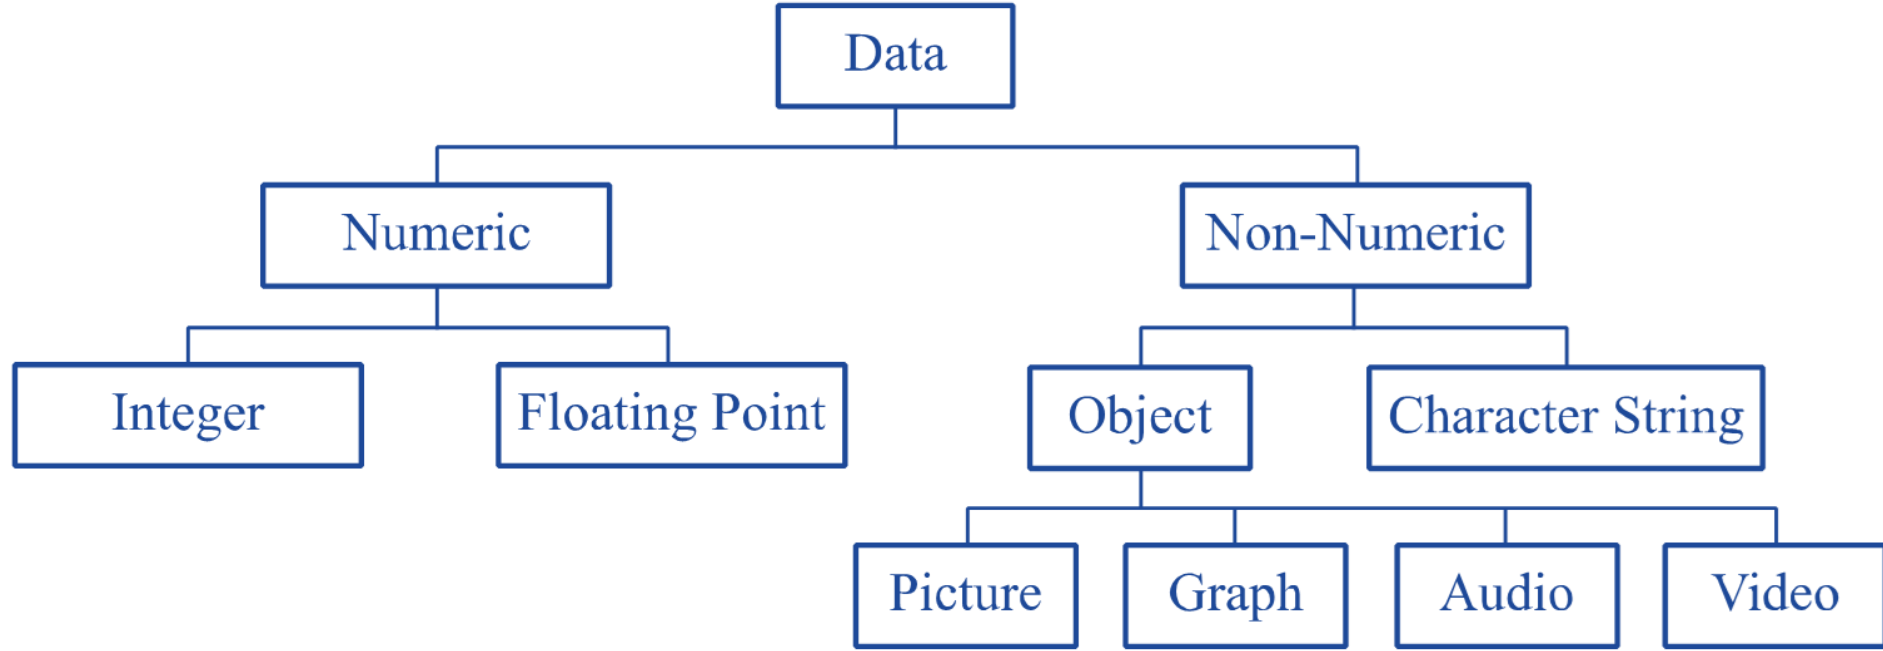 Data
Numeric
Non-Numeric
Integer
Floating Point
Object
Character String
Picture
Graph
Audio
Video